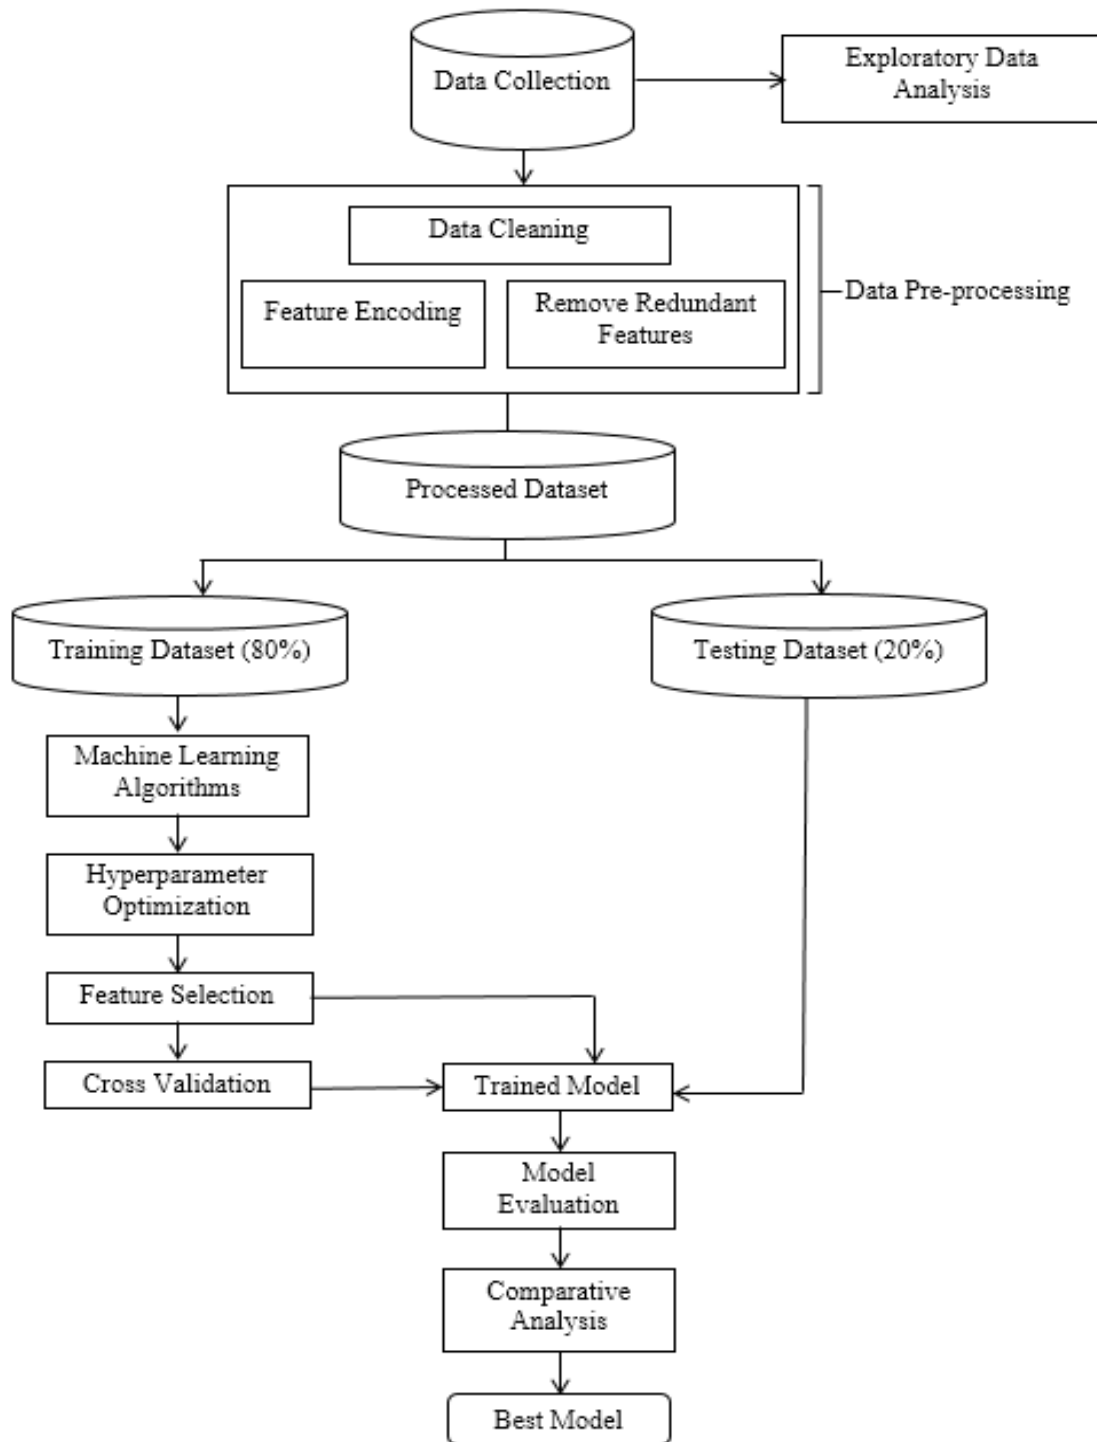 Data Collection
Exploratory Data
Analysis
Data Cleaning
Feature Encoding
Remove Redundant
Features
Data Pre-processing
Processed Dataset
Training Dataset (80%)
Testing Dataset (20%)
Machine Learning
Algorithms
Hyperparameter
Optimization
Feature Selection
Cross Validation
Trained Model
Model
Evaluation
Comparative
Analysis
Best Model